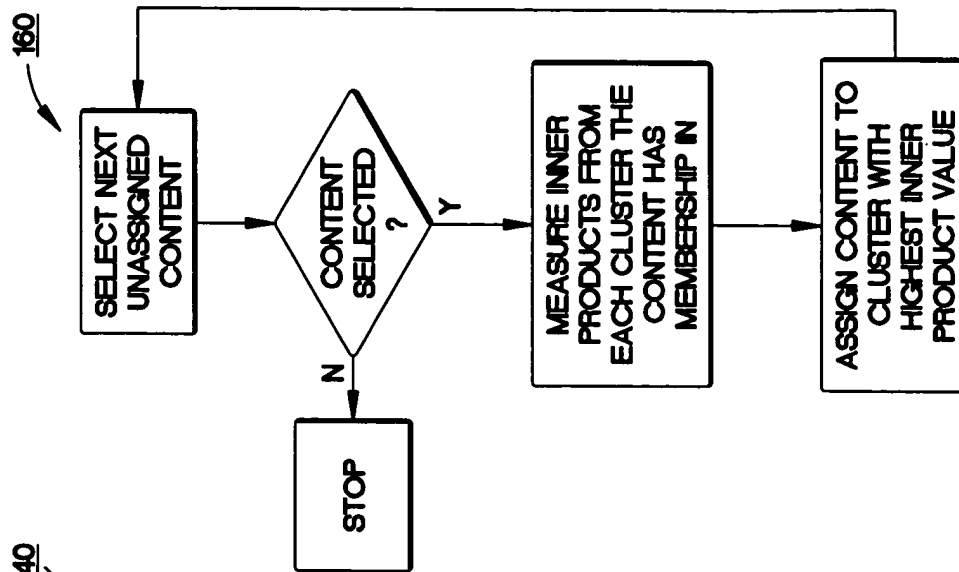 160
SELECT NEXT
UNASSIGNED
CONTENT
CONTENT
SELECTED
?
N
Y
STOP
MEASURE INNER
PRODUCTS FROM
EACH CLUSTER THE
CONTENT HAS
MEMBERSHIP IN
ASSIGN CONTENT TO
CLUSTER WITH
HIGHEST INNER
PRODUCT VALUE
40